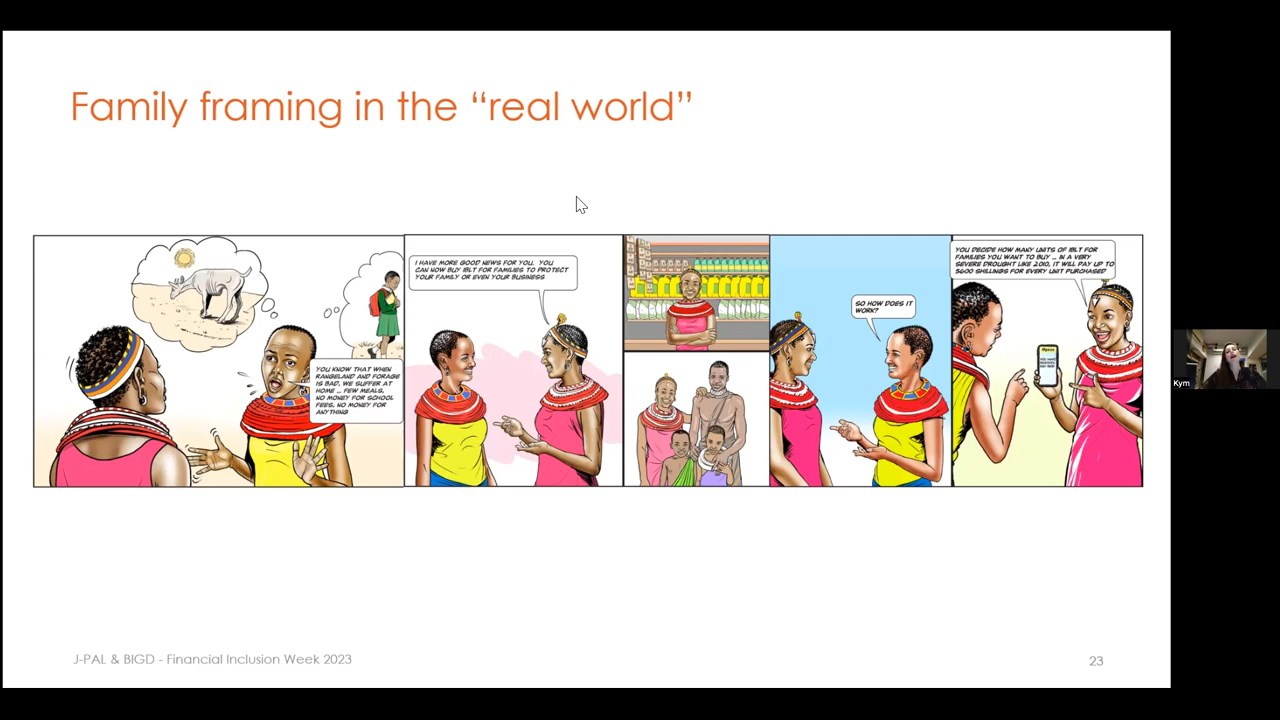 Family framing in the “real world”
YOU KNOW THAT WHEN
RANGELAND AND FORAGE
IS BAD, WE SUFFER AT
HOME ... FEW MEALS,
NO MONEY FOR SCHOOL
FEES, NO MONEY FOR
ANYTHING
I HAVE MORE GOOD NEWS FOR YOU. YOU
CAN NOW BUY IBLT FOR FAMILIES TO PROTECT
YOUR FAMILY OR EVEN YOUR BUSINESS
SO HOW DOES IT
WORK?
YOU DECIDE HOW MANY UNITS OF IBLT FOR
FAMILIES YOU WANT TO BUY ... IN A VERY
SEVERE DROUGHT LIKE 2010, IT WILL PAY UP TO
5600 SHILLINGS FOR EVERY UNIT PURCHASED
J-PAL & BIGD - Financial Inclusion Week 2023
23
Kym